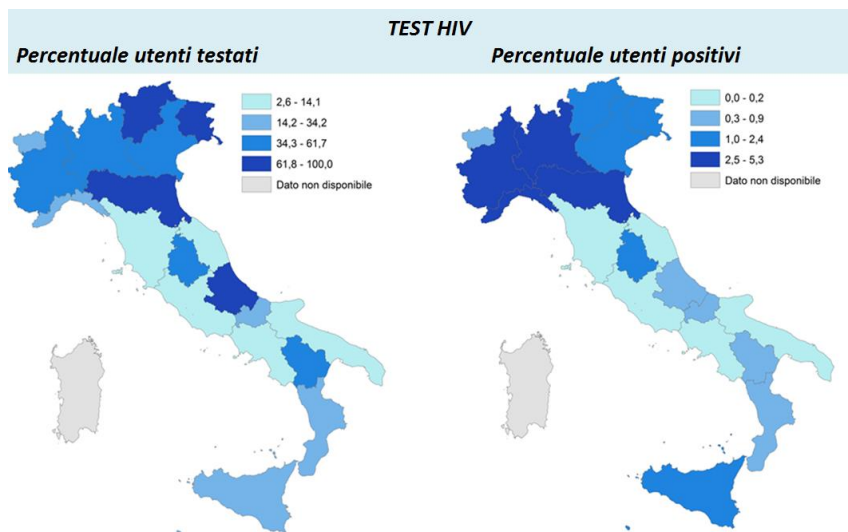 TEST HIV
Percentuale utenti testati
Percentuale utenti positivi
2,6 - 14,1
14,2 - 34,2
34,3 - 61,7
61,8 - 100,0
Dato non disponibile
0,0 - 0,2
0,3 - 0,9
1,0 - 2,4
2,5 - 5,3
Dato non disponibile